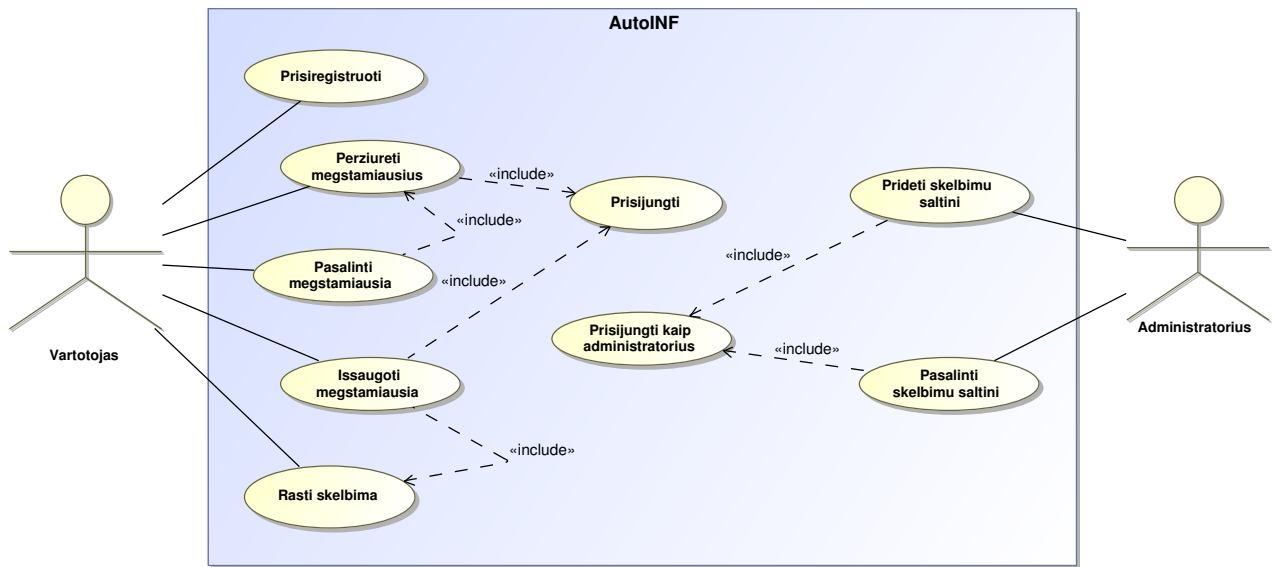 AutoINF
Prisiregistruoti
Perziureti
megstamiausius
«include»
Prisijungti
Prideti skelbimu
saltini
«include»
«include»
Pasalinti
megstamiausia
«include»
Vartotojas
Administratorius
Prisijungti kaip
administratorius
«include»
Issaugoti
megstamiausia
Pasalinti
skelbimu saltini
«include»
Rasti skelbima